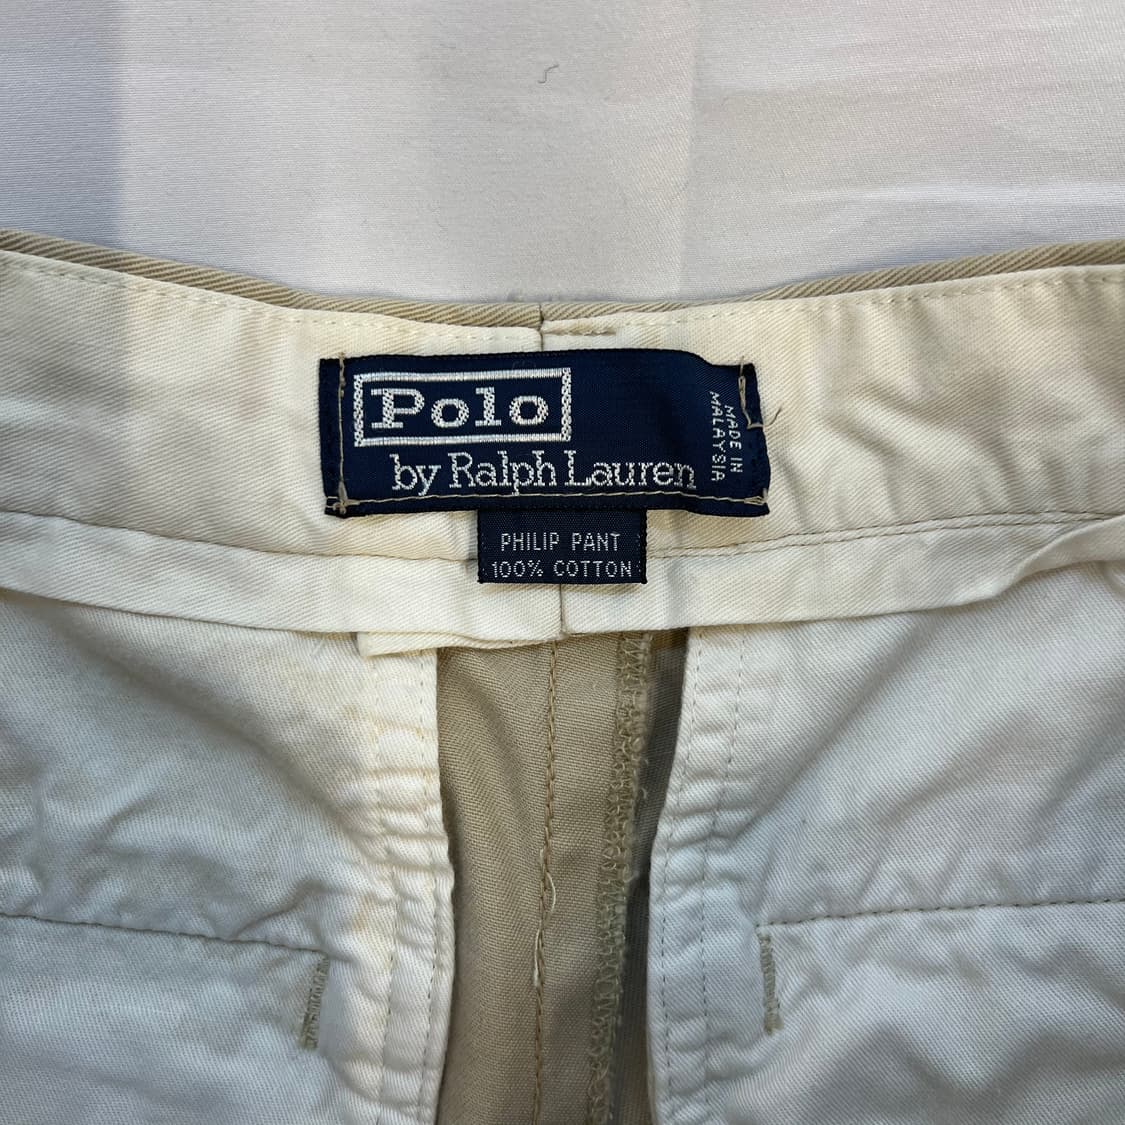 Polo
by Ralph Lauren
MADE IN
MALAYSIA
PHILIP PANT
100% COTTON